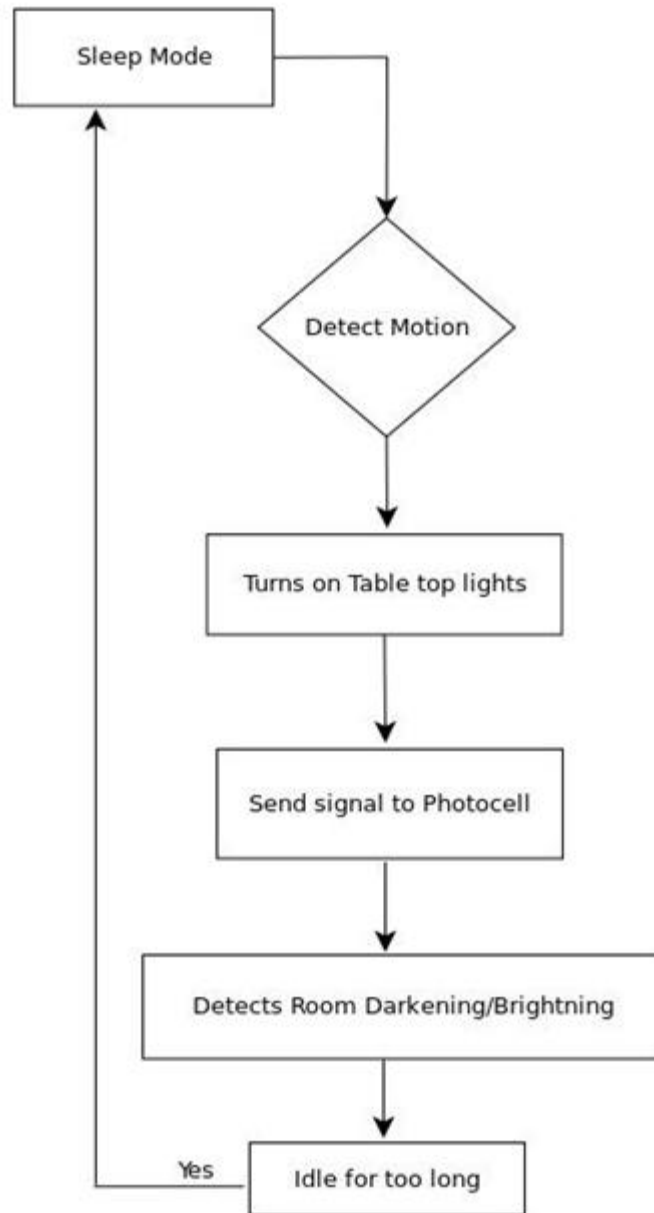 Sleep Mode
Detect Motion
Turns on Table top lights
Send signal to Photocell
Detects Room Darkening/Brightning
Yes
Idle for too long